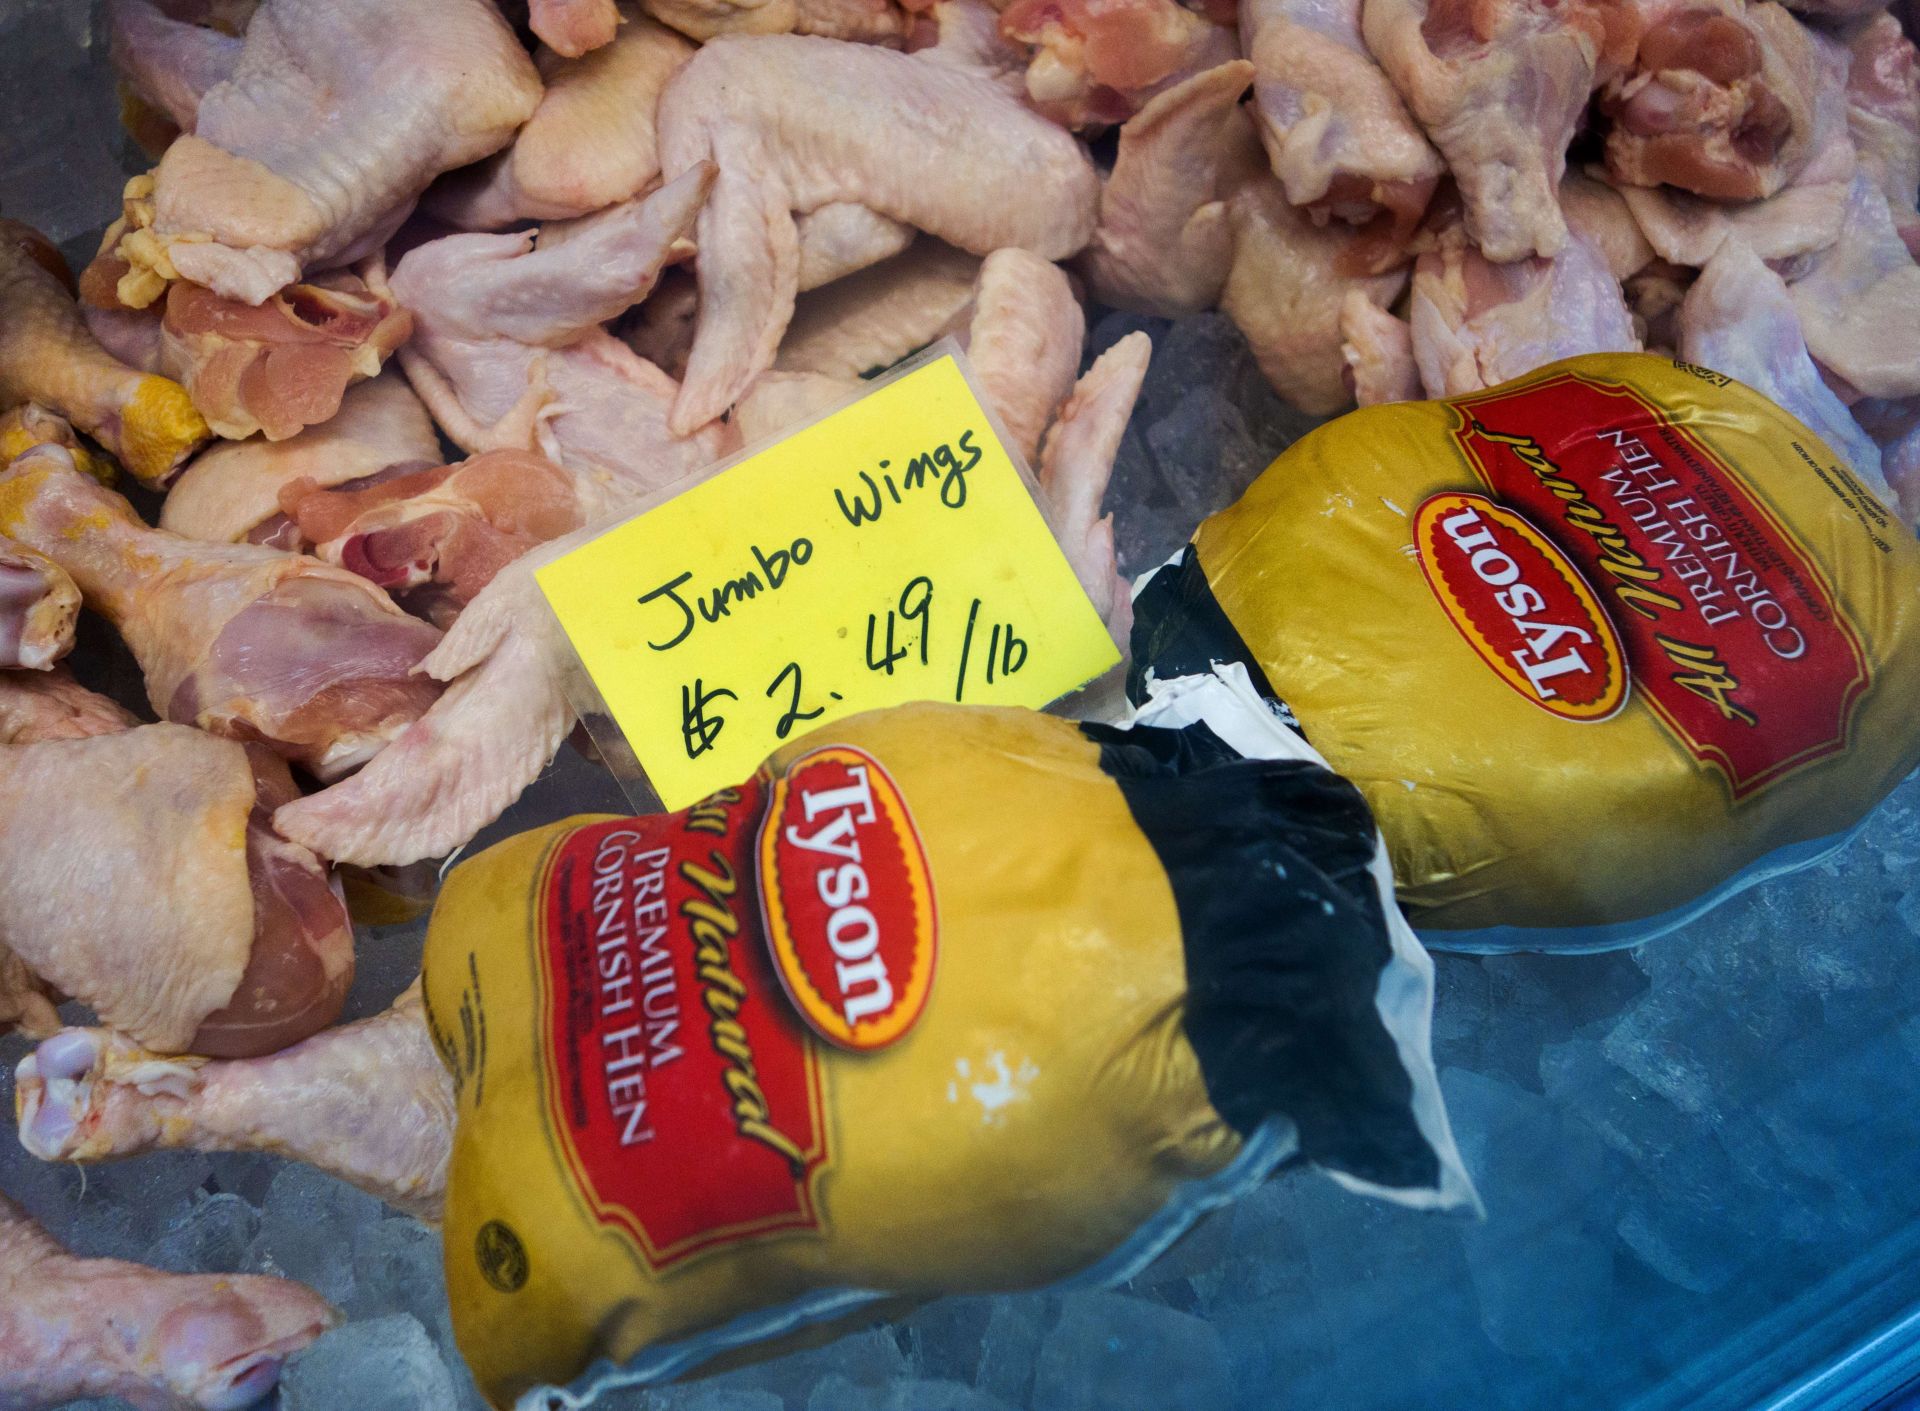 Jumbo Wings
$ 2.49/lb
Tyson
All Natural
PREMIUM
CORNISH HEN
Tyson
All Natural
PREMIUM
CORNISH HEN